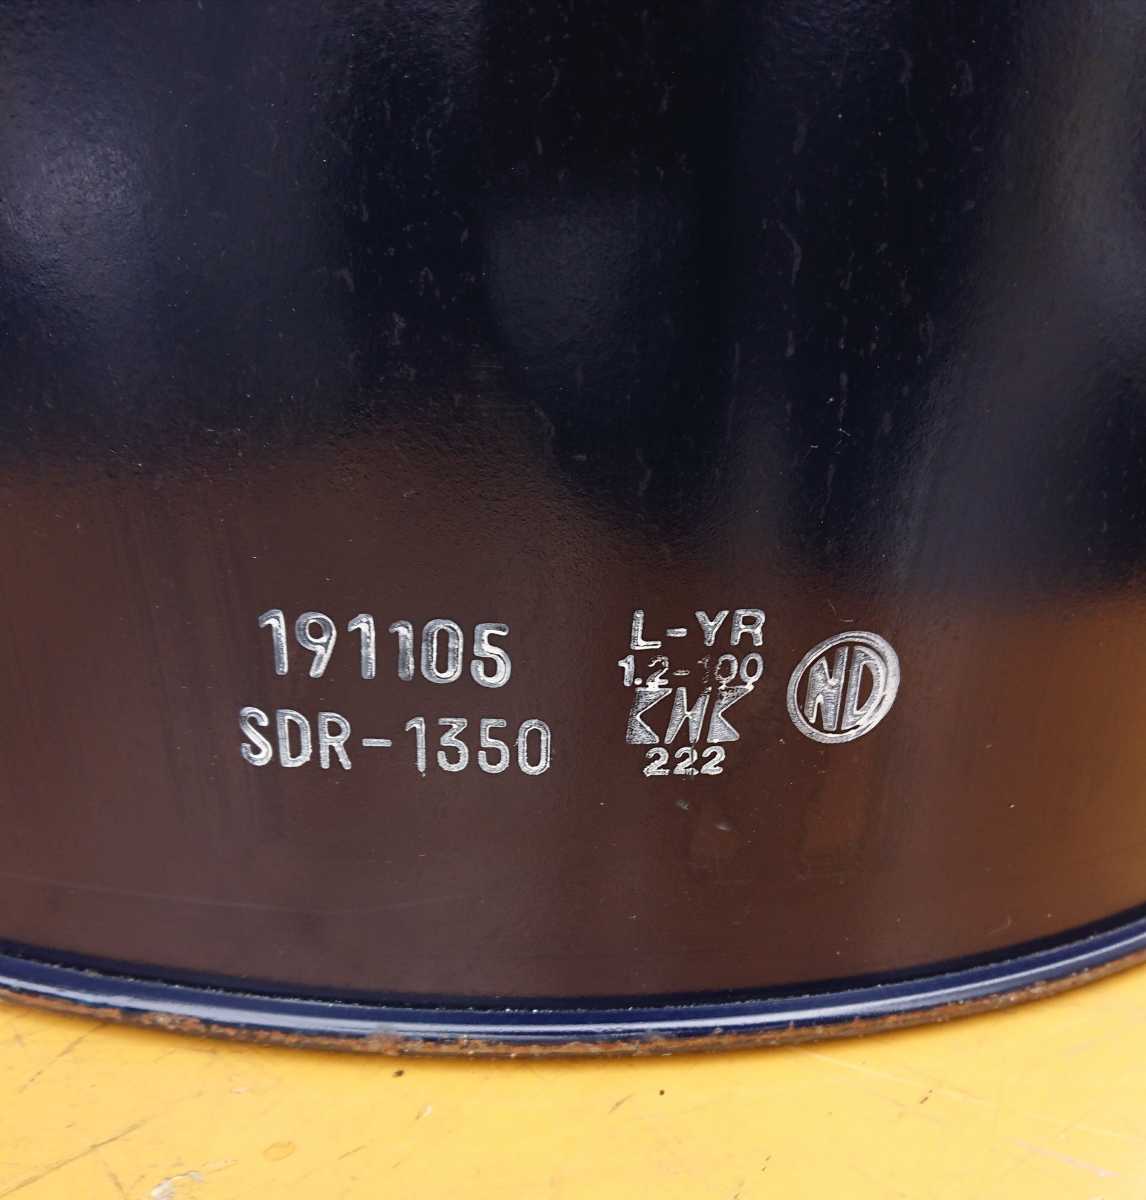 191105
SDR-1350
L-YR
1.2-100
KHK
222
ND